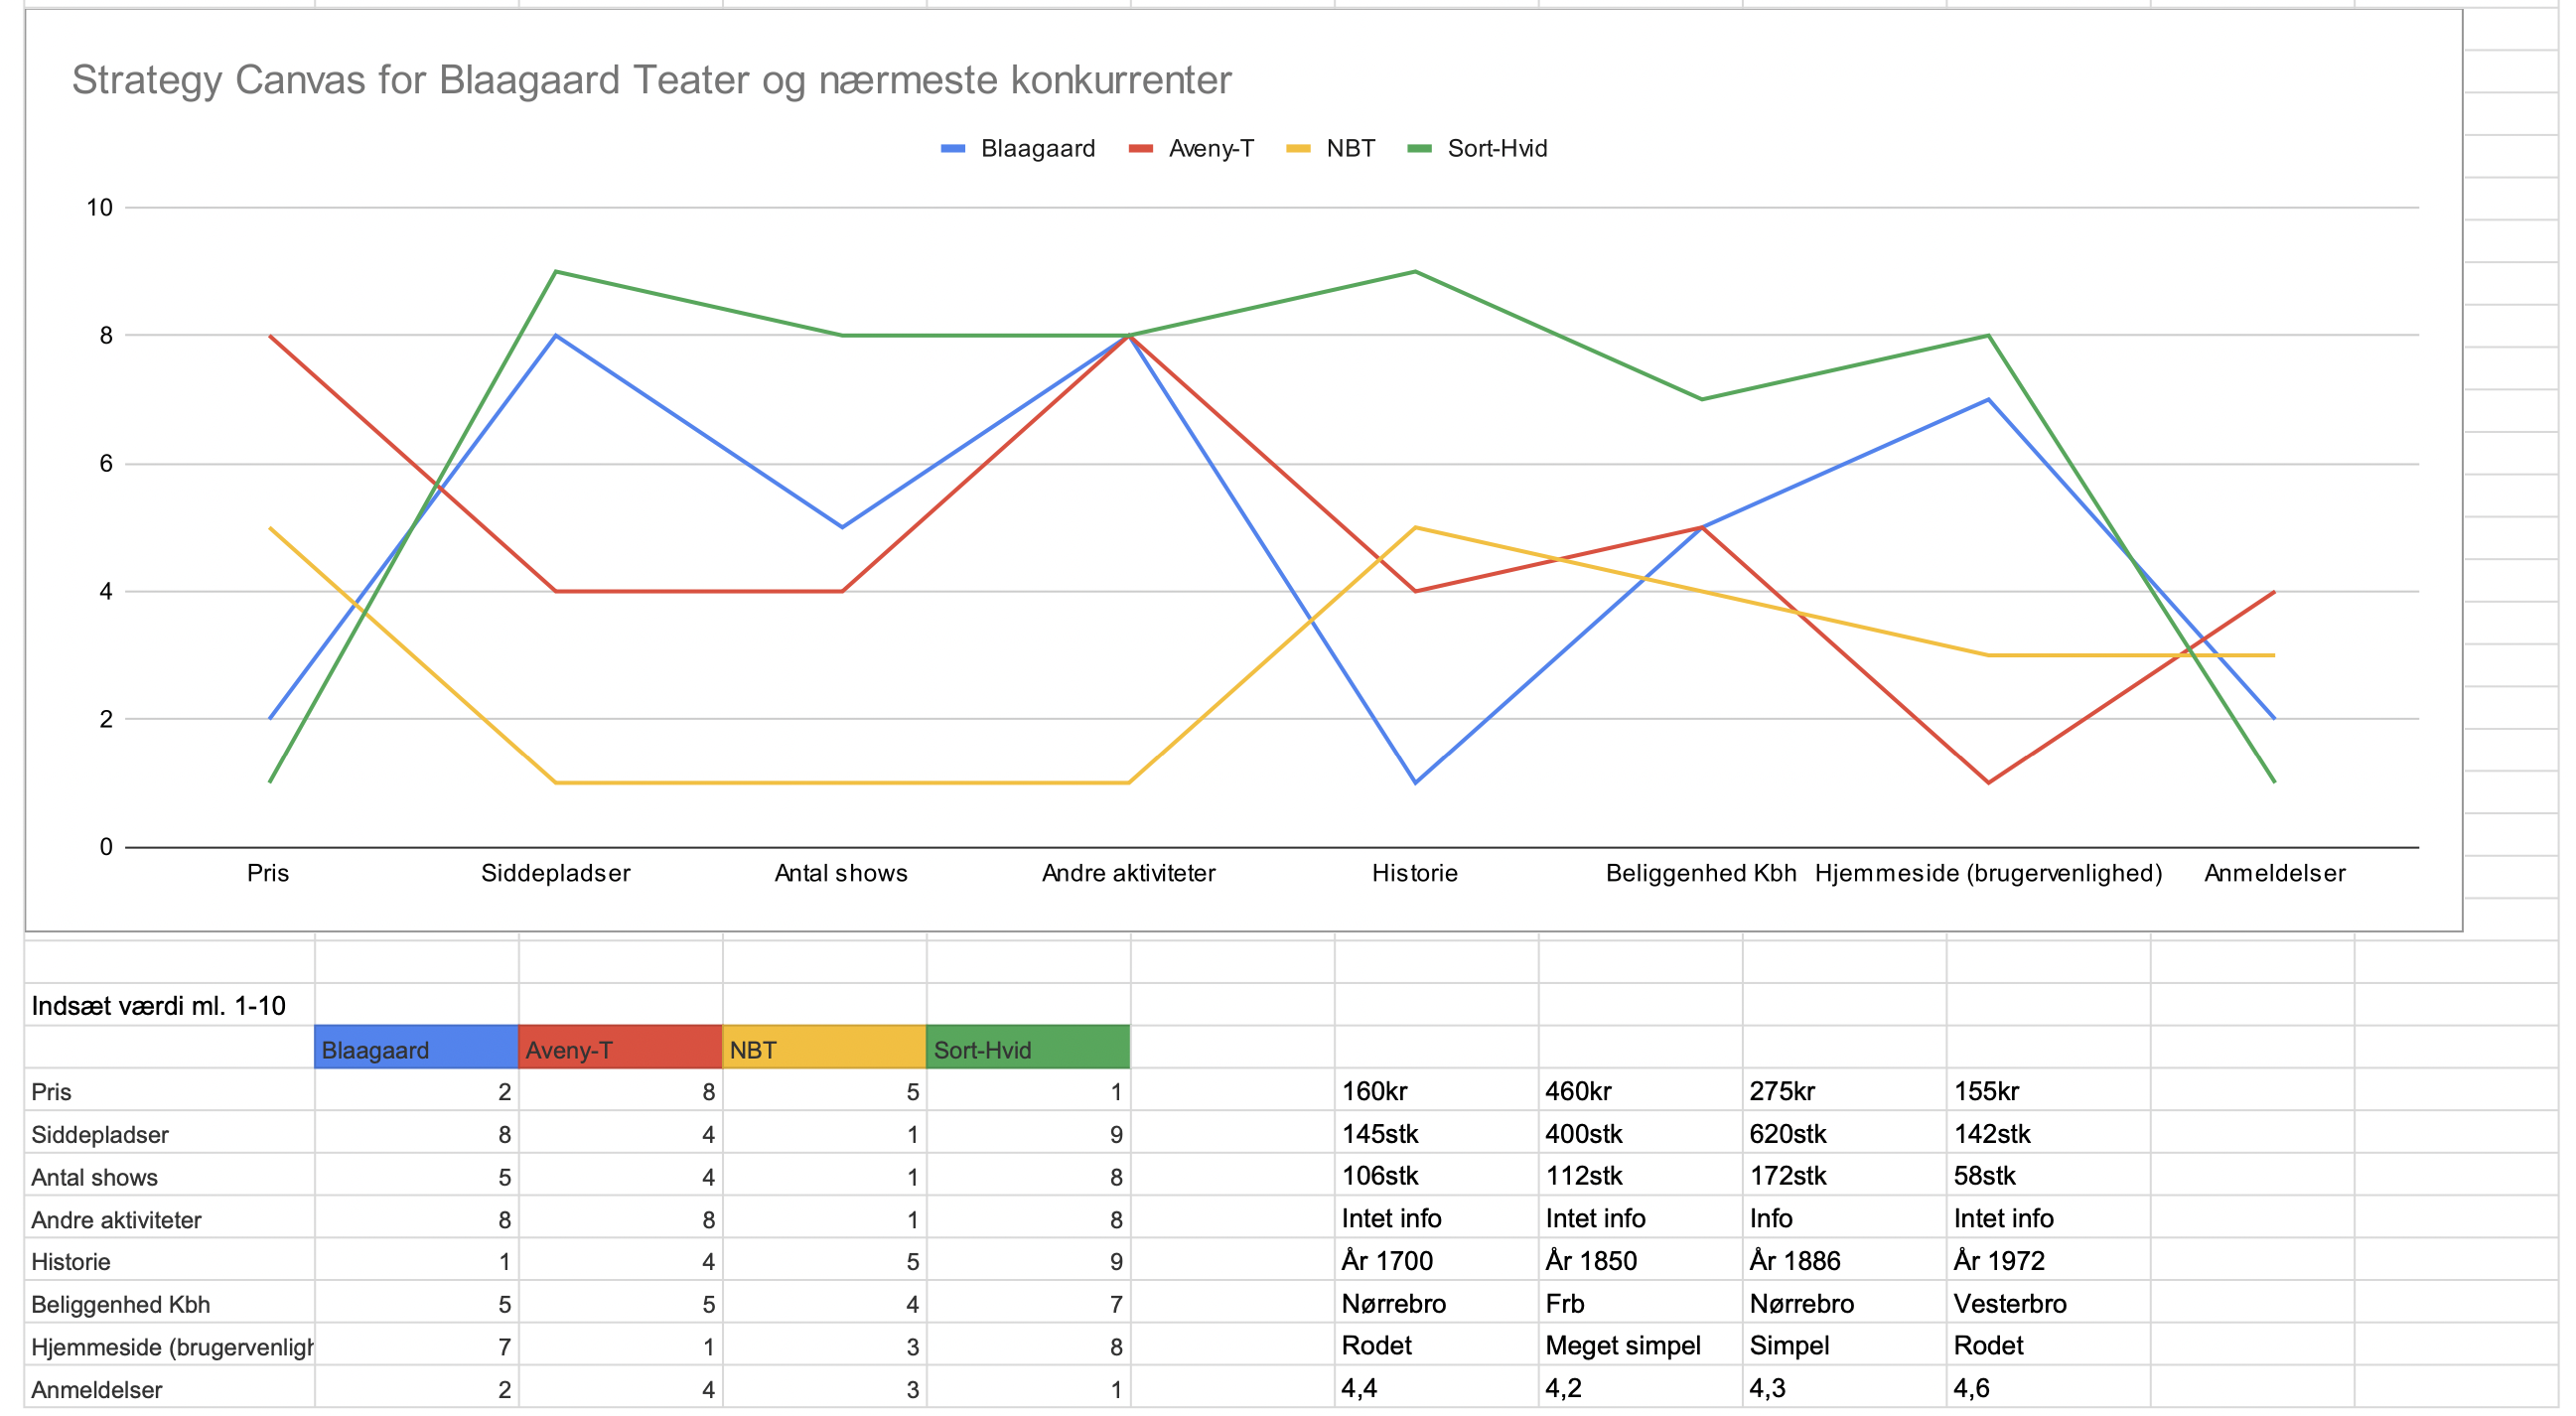 Strategy Canvas for Blaagaard Teater og nærmeste konkurrenter
Blaagaard Aveny-T NBT Sort-Hvid
10
8
6
4
2
0
Pris Siddepladser Antal shows Andre aktiviteter Historie Beliggenhed Kbh Hjemmeside (brugervenlighed) Anmeldelser
Indsæt værdi ml. 1-10
Blaagaard Aveny-T NBT Sort-Hvid
Pris 2 8 5 1 160kr 460kr 275kr 155kr
Siddepladser 8 4 1 9 145stk 400stk 620stk 142stk
Antal shows 5 4 1 8 106stk 112stk 172stk 58stk
Andre aktiviteter 8 8 1 8 Intet info Intet info Info Intet info
Historie 1 4 5 9 År 1700 År 1850 År 1886 År 1972
Beliggenhed Kbh 5 5 4 7 Nørrebro Frb Nørrebro Vesterbro
Hjemmeside (brugervenligh 7 1 3 8 Rodet Meget simpel Simpel Rodet
Anmeldelser 2 4 3 1 4,4 4,2 4,3 4,6